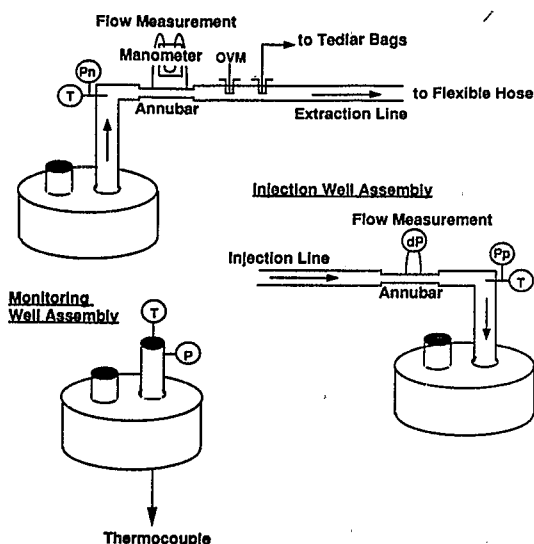 Flow Measurement
Manometer
to Tedlar Bags
OVM
Pn
T
Annubar
to Flexible Hose
Extraction Line
Injection Well Assembly
Flow Measurement
dP
Injection Line
Pp
T
Annubar
Monitoring
Well Assembly
T
P
Thermocouple